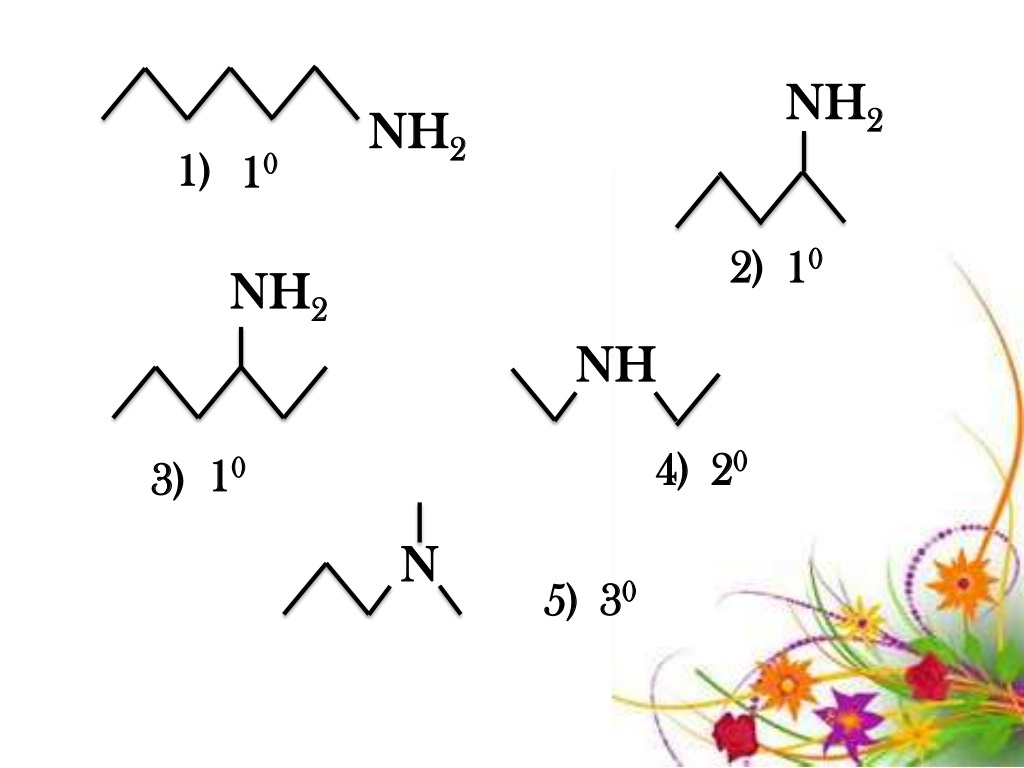 NH₂
1) 1⁰
NH₂
2) 1⁰
NH₂
3) 1⁰
NH
4) 2⁰
N
5) 3⁰